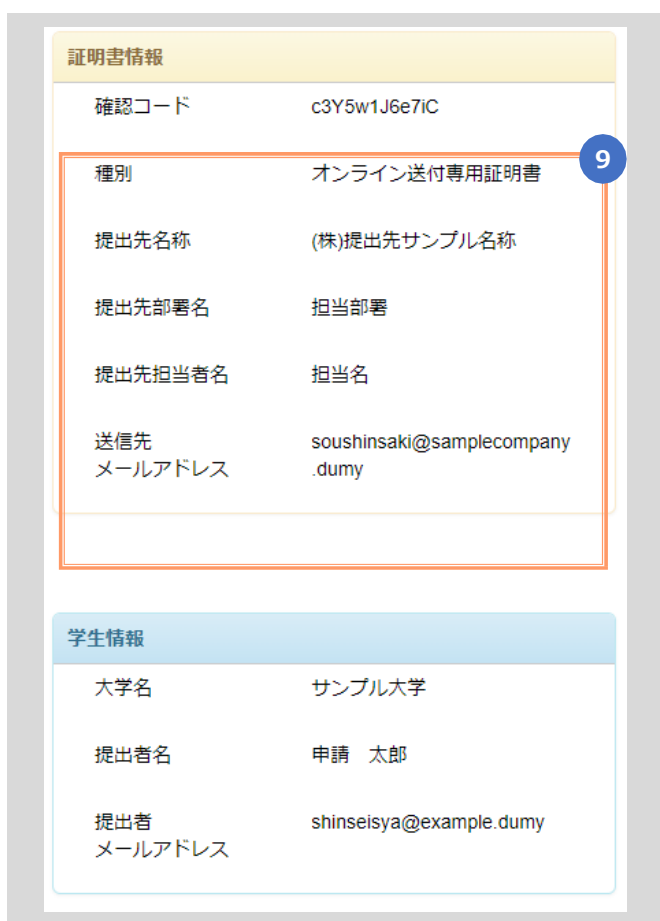 証明書情報
確認コード c3Y5w1J6e7iC
9
種別 オンライン送付専用証明書
提出先名称 (株)提出先サンプル名称
提出先部署名 担当部署
提出先担当者名 担当名
送信先 soushinsaki@samplecompany
メールアドレス .dumy
学生情報
大学名 サンプル大学
提出者名 申請　太郎
提出者 shinseisya@example.dumy
メールアドレス